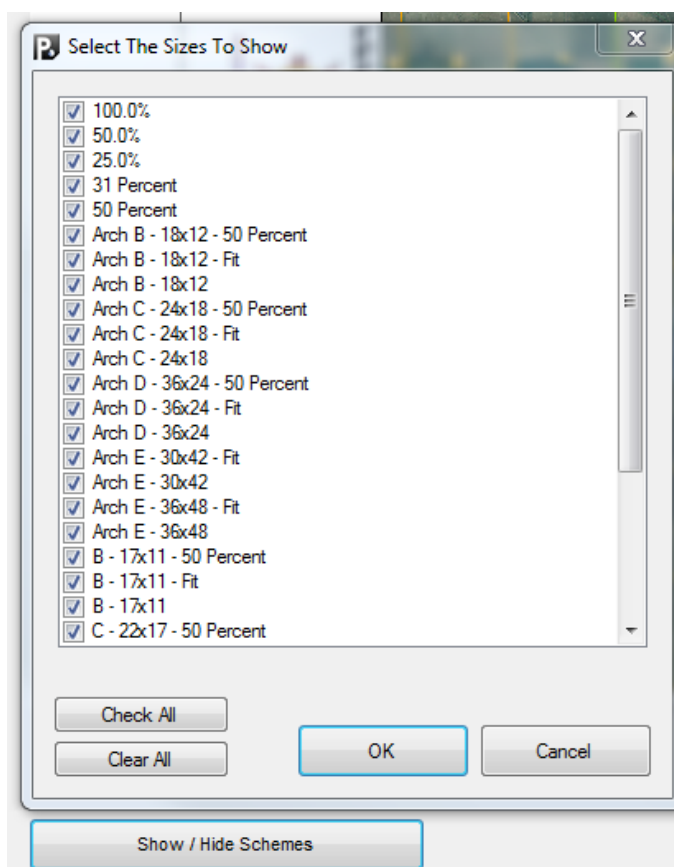 P. Select The Sizes To Show
100.0%
50.0%
25.0%
31 Percent
50 Percent
Arch B - 18x12 - 50 Percent
Arch B - 18x12 - Fit
Arch B - 18x12
Arch C - 24x18 - 50 Percent
Arch C - 24x18 - Fit
Arch C - 24x18
Arch D - 36x24 - 50 Percent
Arch D - 36x24 - Fit
Arch D - 36x24
Arch E - 30x42 - Fit
Arch E - 30x42
Arch E - 36x48 - Fit
Arch E - 36x48
B - 17x11 - 50 Percent
B - 17x11 - Fit
B - 17x11
C - 22x17 - 50 Percent
Check All
Clear All
OK
Cancel
Show / Hide Schemes